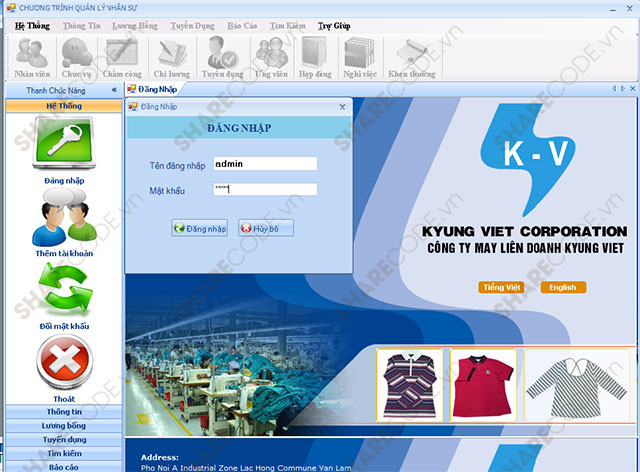 CHƯƠNG TRÌNH QUẢN LÝ NHÂN SỰ
Hệ Thống Thông Tin Lương Bổng Tuyển Dụng Báo Cáo Tìm Kiếm Trợ Giúp
Nhân viên Chức vụ Chấm công Chi lương Tuyển dụng Ứng viên Hợp đồng Nghỉ việc Khen thưởng
Thanh Chức Năng
Đăng Nhập
Hệ Thống
Đăng nhập
Thêm tài khoản
Đổi mật khẩu
Thoát
Thông tin
Lương bổng
Tuyển dụng
Tìm kiếm
Báo cáo
Đăng Nhập
ĐĂNG NHẬP
Tên đăng nhập admin
Mật khẩu ****
Đăng nhập Hủy bỏ
K - V
KYUNG VIET CORPORATION
CÔNG TY MAY LIÊN DOANH KYUNG VIET
Tiếng Việt English
Address:
Pho Noi A Industrial Zone Lac Hong Commune Van Lam
SHARECODE.vn
SHARECODE.vn
SHARECODE.vn
SHARECODE.vn
SHARECODE.vn
SHARECODE.vn